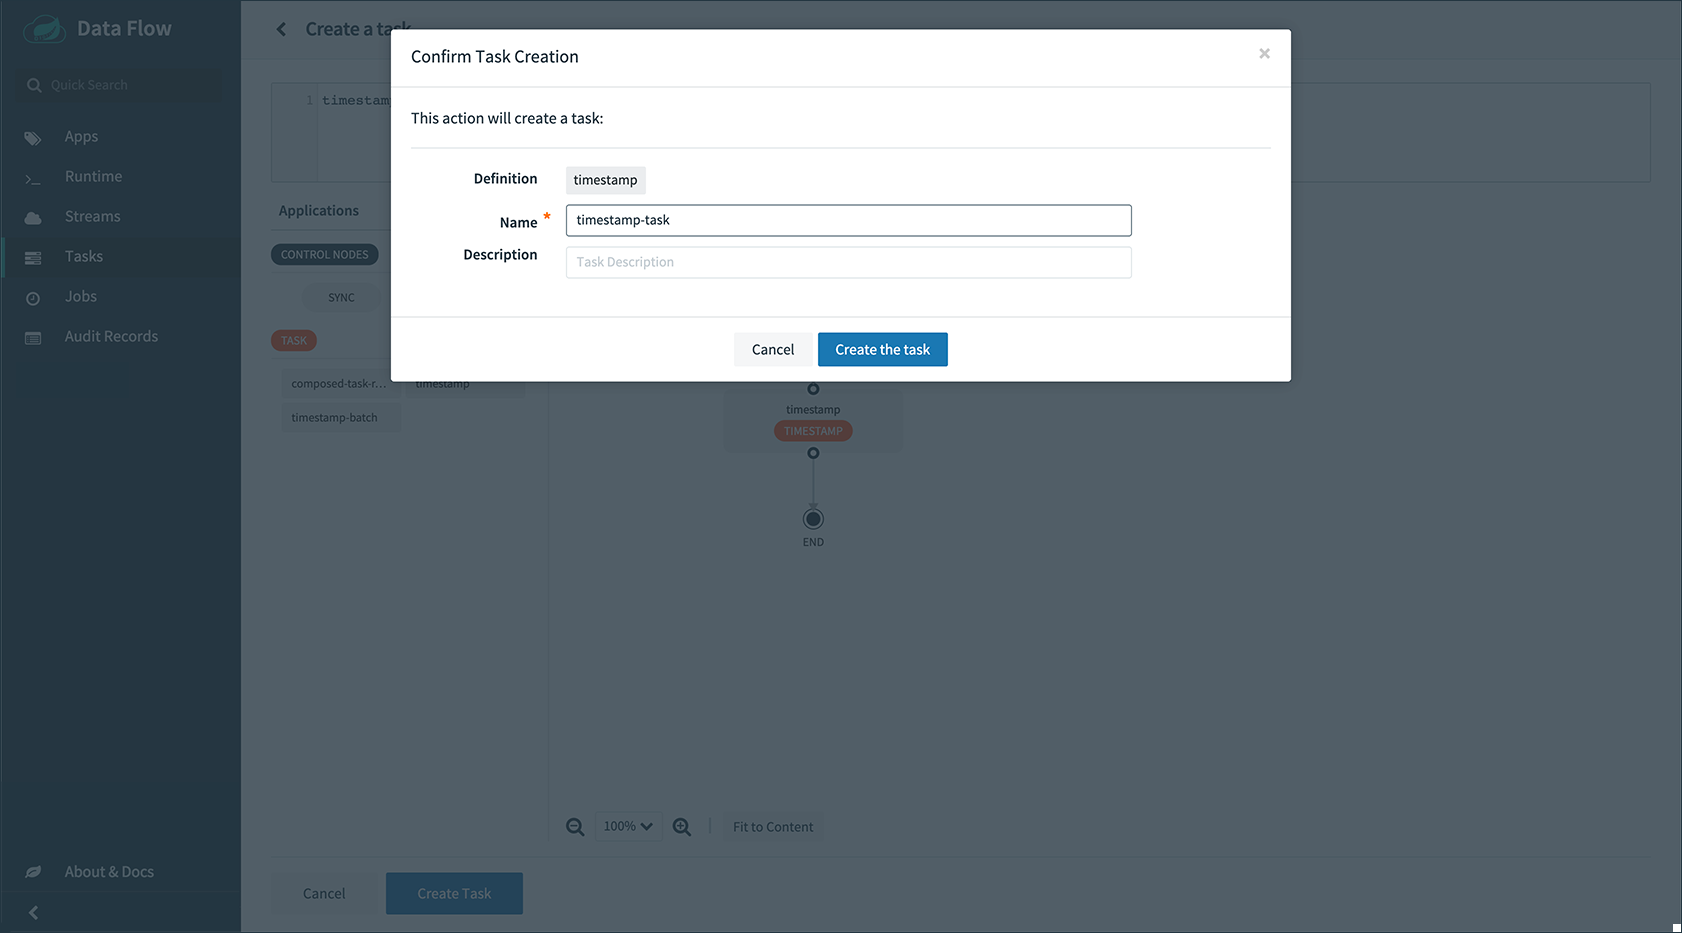 Data Flow
Quick Search
Apps
Runtime
Streams
Tasks
Jobs
Audit Records
About & Docs
Create a task
1 timestamp
Applications
CONTROL NODES
SYNC
TASK
composed-task-r... timestamp
timestamp-batch
Confirm Task Creation
×
This action will create a task:
Definition timestamp
Name * timestamp-task
Description Task Description
Cancel Create the task
timestamp
TIMESTAMP
END
100% Fit to Content
Cancel Create Task